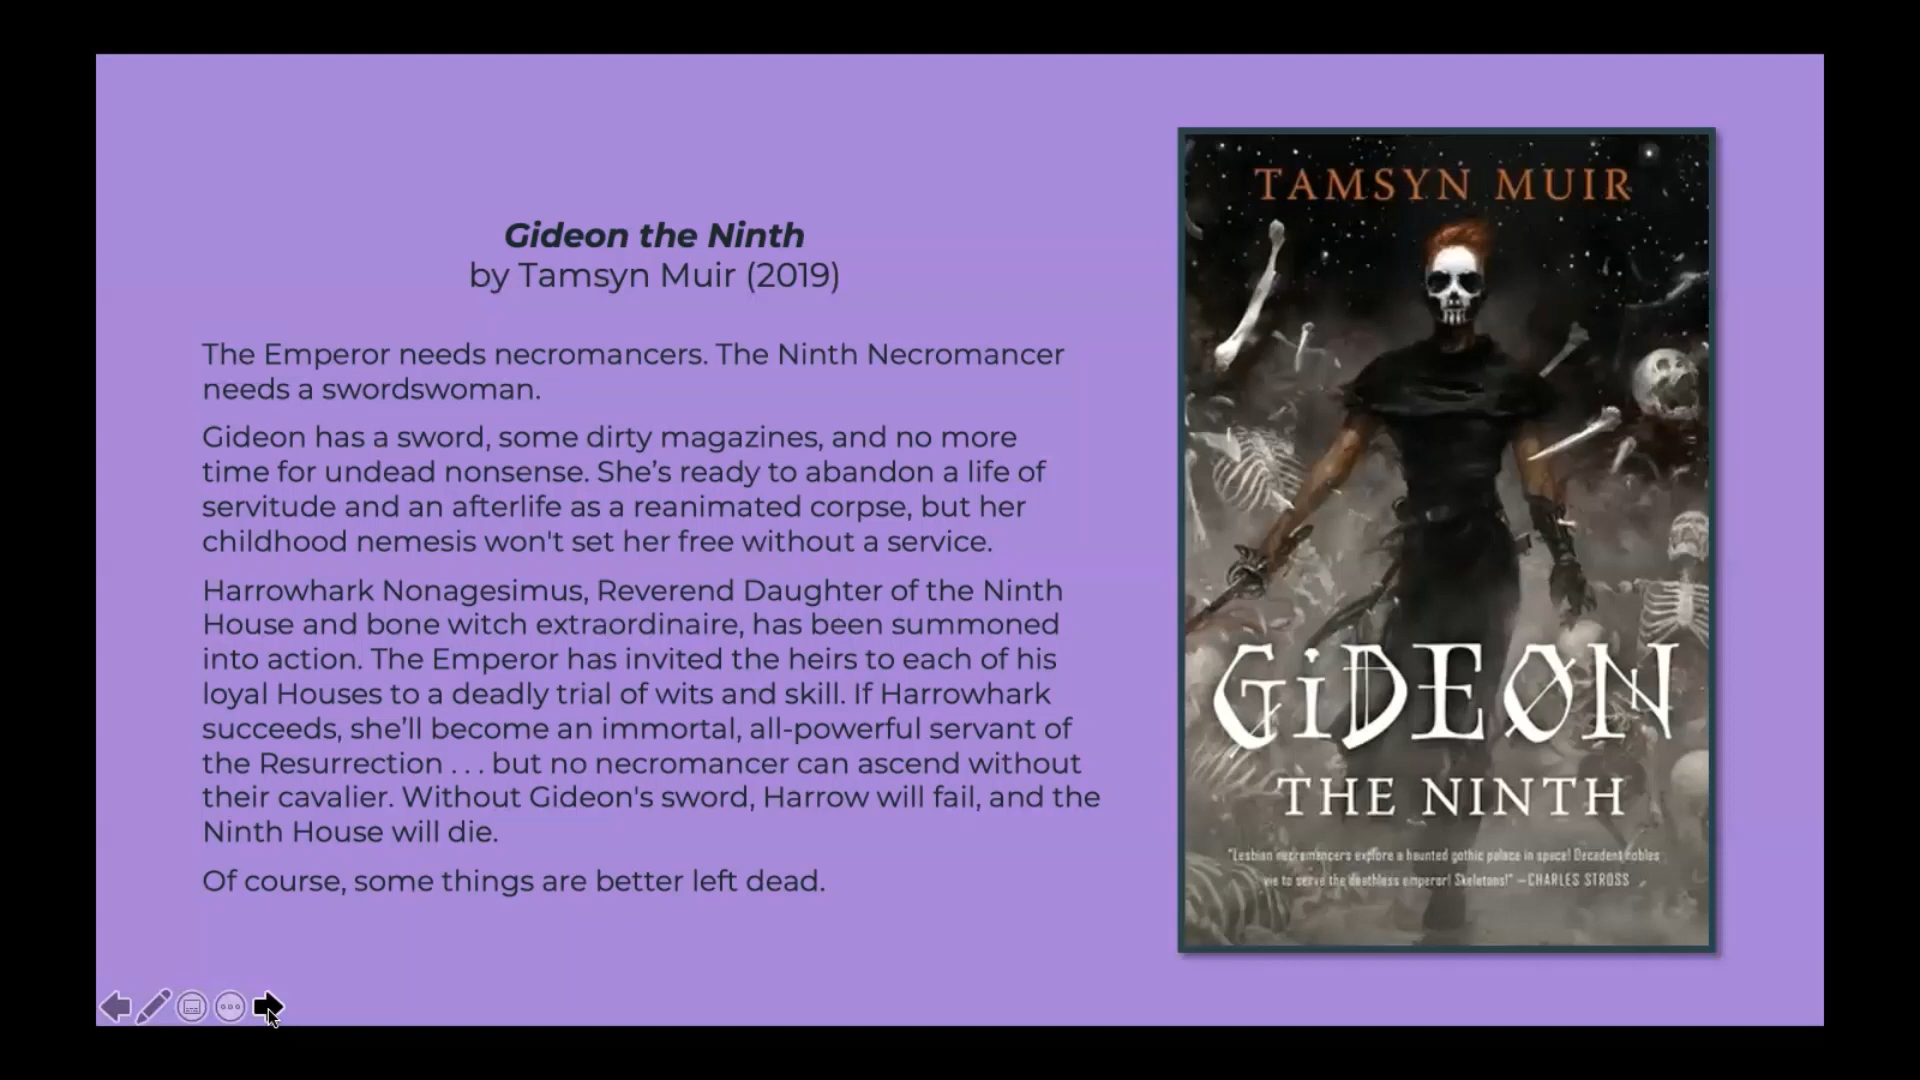 Gideon the Ninth
by Tamsyn Muir (2019)
The Emperor needs necromancers. The Ninth Necromancer
needs a swordswoman.
Gideon has a sword, some dirty magazines, and no more
time for undead nonsense. She’s ready to abandon a life of
servitude and an afterlife as a reanimated corpse, but her
childhood nemesis won't set her free without a service.
Harrowhark Nonagesimus, Reverend Daughter of the Ninth
House and bone witch extraordinaire, has been summoned
into action. The Emperor has invited the heirs to each of his
loyal Houses to a deadly trial of wits and skill. If Harrowhark
succeeds, she’ll become an immortal, all-powerful servant of
the Resurrection . . . but no necromancer can ascend without
their cavalier. Without Gideon's sword, Harrow will fail, and the
Ninth House will die.
Of course, some things are better left dead.
TAMSYN MUIR
GiDEON
THE NINTH
"Lesbian necromancers explore a haunted gothic palace in space! Decadent nobles
vie to serve the deathless emperor! Skeletons!" —CHARLES STROSS